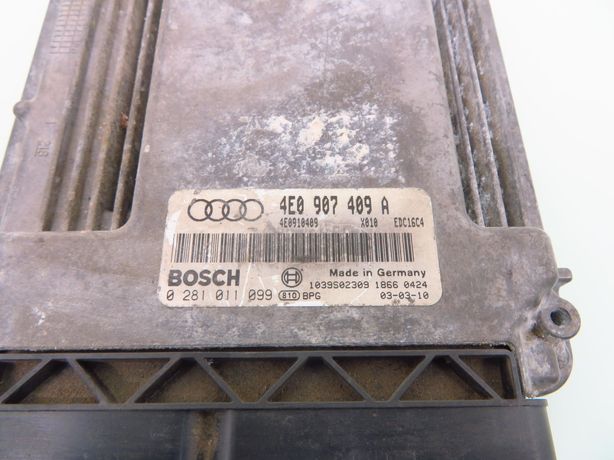 4E0 907 409 A
4E0910409 X010 EDC16C4
BOSCH Made in Germany
1039S02309 1866 0424
0 281 011 099 810 BPG 03-03-10